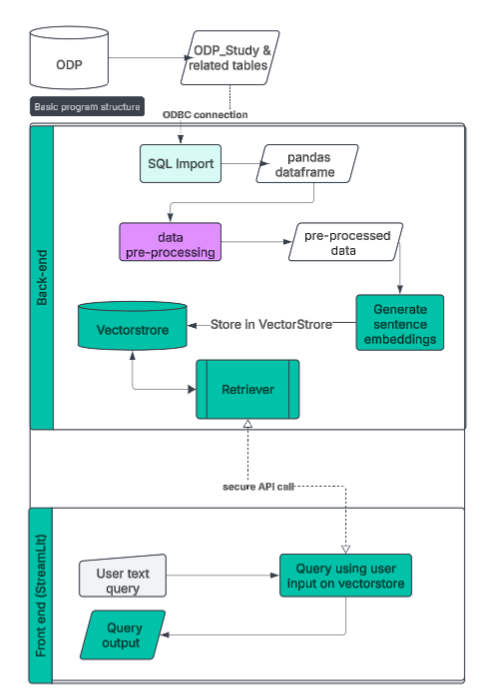 ODP
ODP_Study &
related tables
Basic program structure
ODBC connection
Back-end
SQL Import
pandas
dataframe
data
pre-processing
pre-processed
data
Generate
sentence
embeddings
Store in VectorStrore
Vectorstrore
Retriever
secure API call
Front end (StreamLit)
User text
query
Query using user
input on vectorstore
Query
output